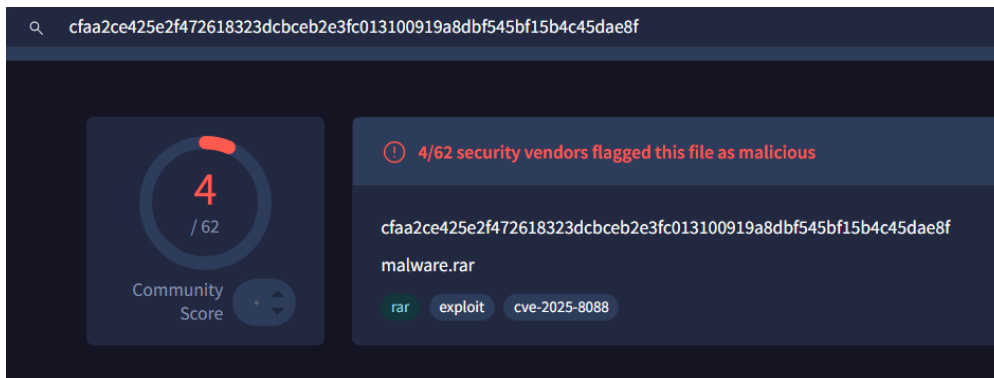 cfaa2ce425e2f472618323dcbceb2e3fc013100919a8dbf545bf15b4c45dae8f
4/62 security vendors flagged this file as malicious
4
/ 62
Community
Score
cfaa2ce425e2f472618323dcbceb2e3fc013100919a8dbf545bf15b4c45dae8f
malware.rar
rar exploit cve-2025-8088